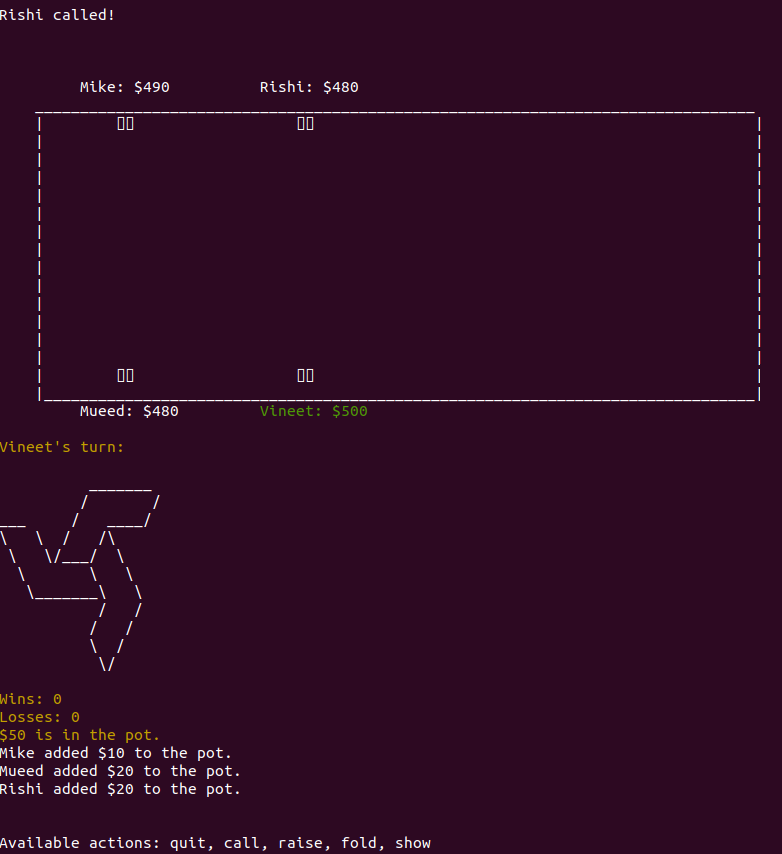 Rishi called!
Mike: $490 Rishi: $480
Mueed: $480 Vineet: $500
Vineet's turn:
Wins: 0
Losses: 0
$50 is in the pot.
Mike added $10 to the pot.
Mueed added $20 to the pot.
Rishi added $20 to the pot.
Available actions: quit, call, raise, fold, show